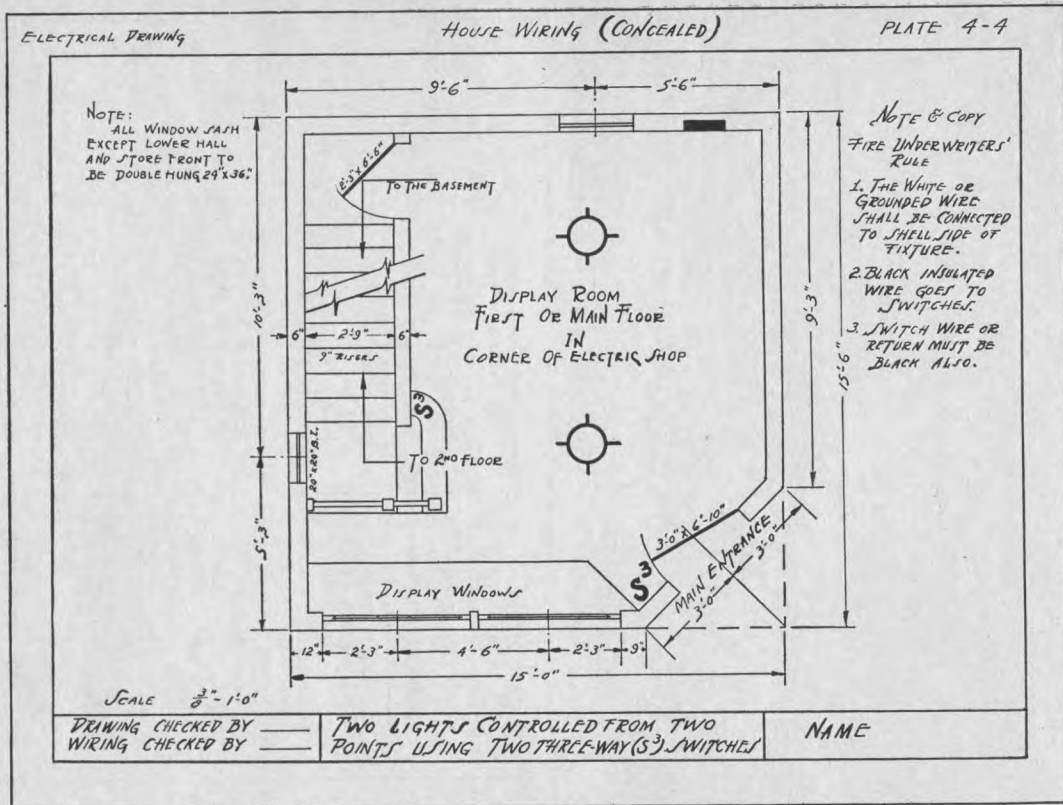 ELECTRICAL DRAWING
HOUSE WIRING (CONCEALED)
PLATE 4-4
9'-6"
5'-6"
NOTE:
ALL WINDOW SASH
EXCEPT LOWER HALL
AND STORE FRONT TO
BE DOUBLE HUNG 24"X36."
NOTE & COPY
FIRE UNDERWRITERS'
RULE
1. THE WHITE OR
GROUNDED WIRE
SHALL BE CONNECTED
TO SHELL SIDE OF
FIXTURE.
2. BLACK INSULATED
WIRE GOES TO
SWITCHES.
3. SWITCH WIRE OR
RETURN MUST BE
BLACK ALSO.
TO THE BASEMENT
10'-3"
DISPLAY ROOM
FIRST OR MAIN FLOOR
IN
CORNER OF ELECTRIC SHOP
9'-3"
15'-6"
6"
2'-9"
6"
9" RISERS
S3
20"x20" B.T.
TO 2ND FLOOR
5'-3"
3'-0" X 6'-10"
S3
MAIN ENTRANCE
3'-0"
3'-0"
DISPLAY WINDOWS
12"
2'-3"
4'-6"
2'-3"
9"
15'-0"
SCALE 1'-0"
DRAWING CHECKED BY
WIRING CHECKED BY
TWO LIGHTS CONTROLLED FROM TWO
POINTS USING TWO THREE-WAY (S3) SWITCHES
NAME